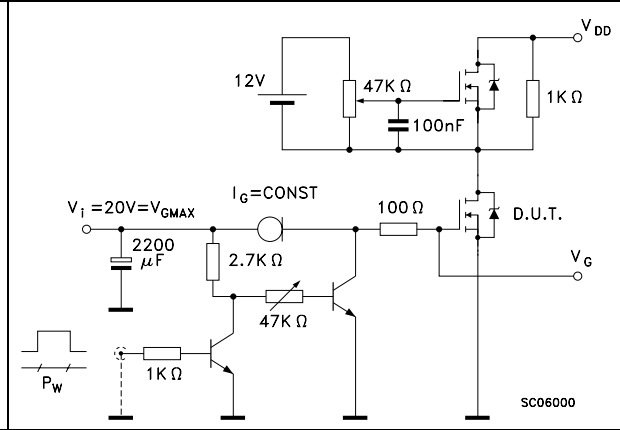 V DD
12V
47K Ω
1K Ω
100nF
I G =CONST
V i =20V=V GMAX
100 Ω
D.U.T.
2200
μF
2.7K Ω
V G
47K Ω
1K Ω
P W
SC06000